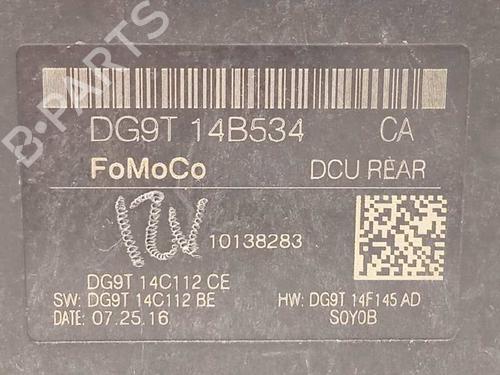 B-PARTS
DG9T 14B534 CA
FoMoCo DCU REAR
12V 10138283
DG9T 14C112 CE
SW: DG9T 14C112 BE HW: DG9T 14F145 AD
DATE: 07.25.16 S0Y0B